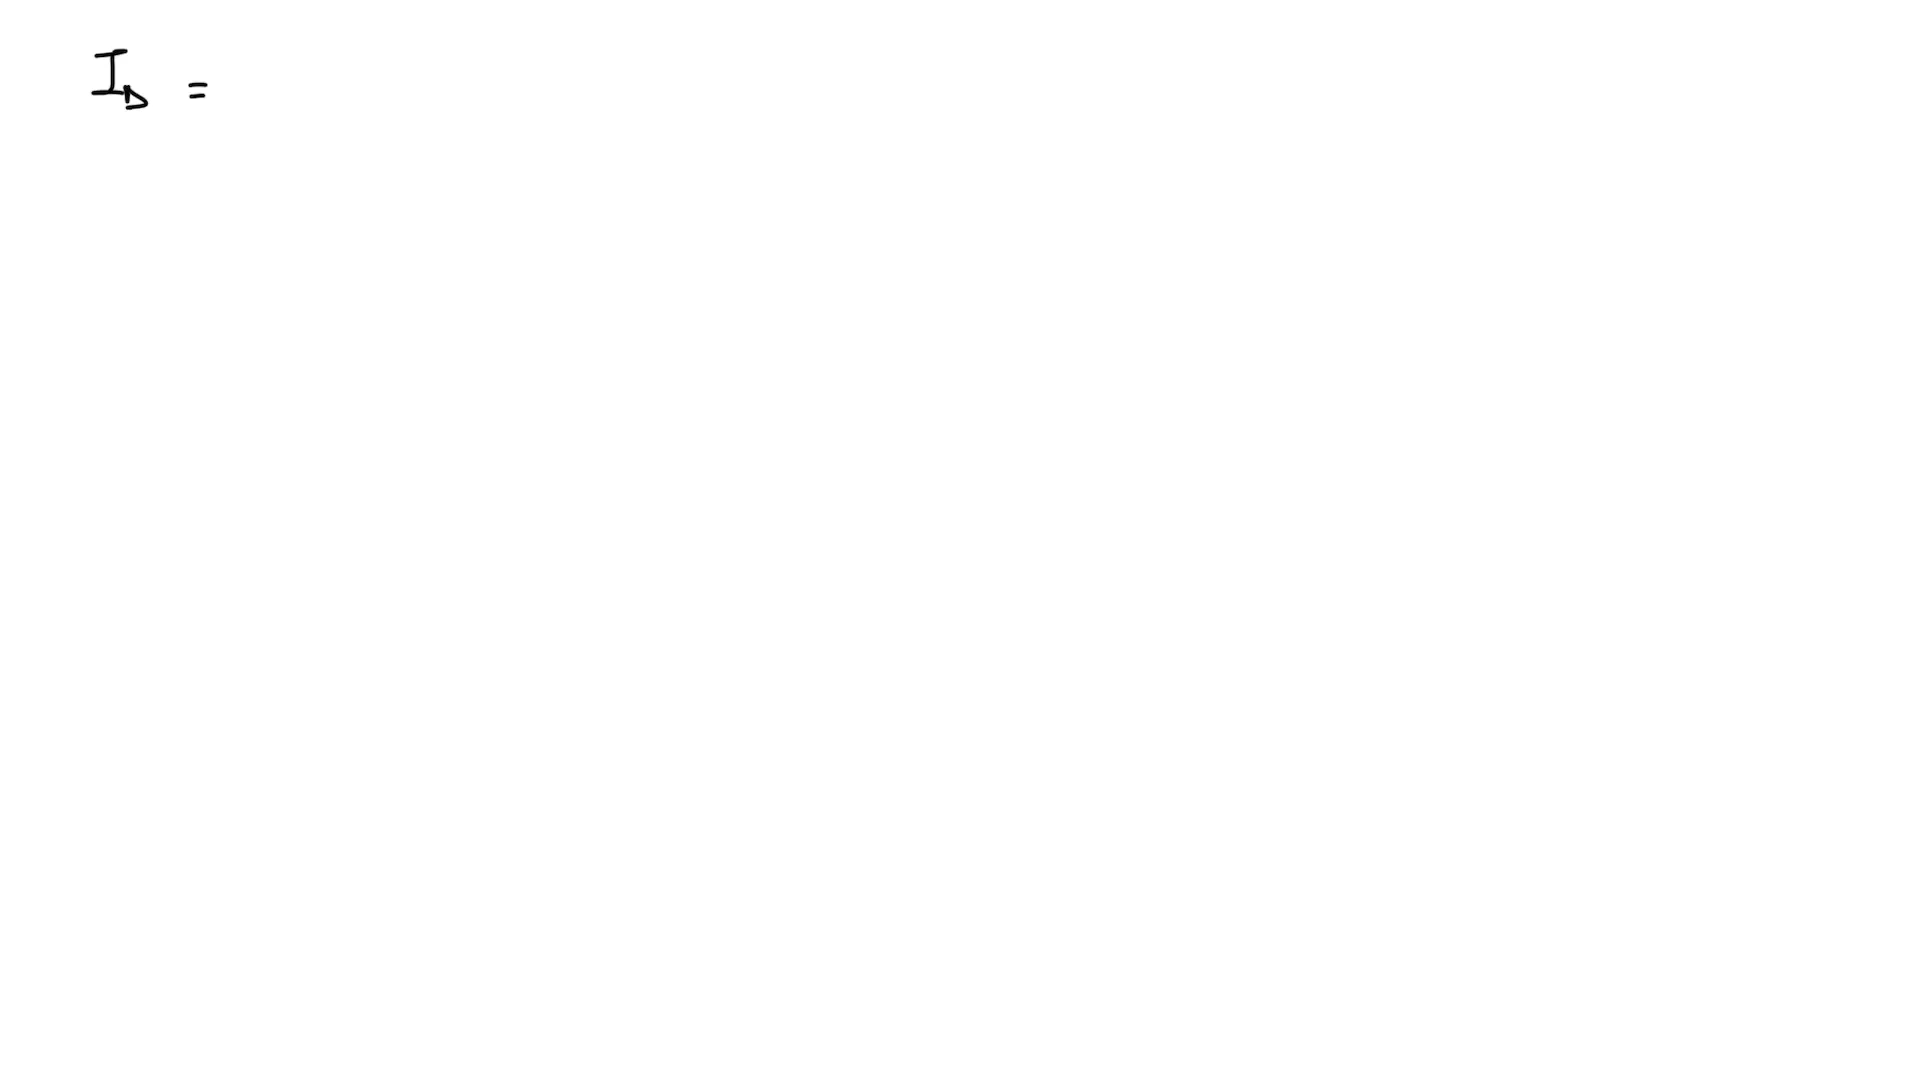 I_D =